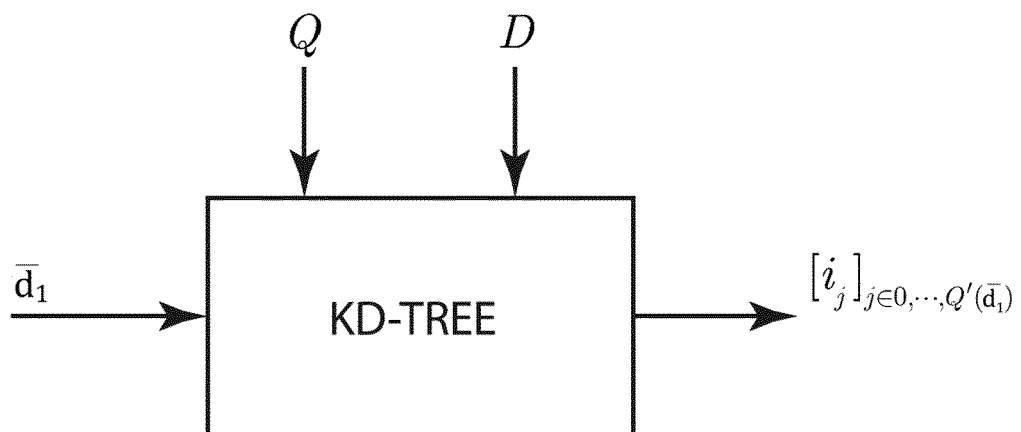 Q D
d̅₁
KD-TREE
[i_j]_{j∈0,⋯,Q′(d̅₁)}